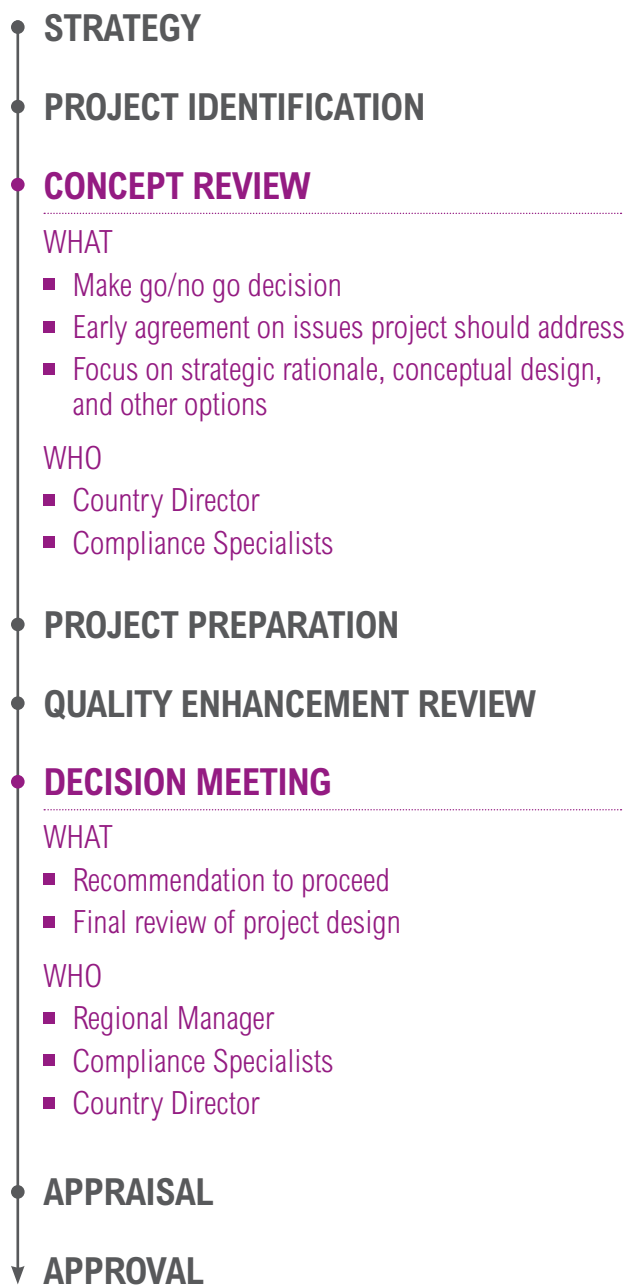 STRATEGY
PROJECT IDENTIFICATION
CONCEPT REVIEW
WHAT
■ Make go/no go decision
■ Early agreement on issues project should address
■ Focus on strategic rationale, conceptual design,
and other options
WHO
■ Country Director
■ Compliance Specialists
PROJECT PREPARATION
QUALITY ENHANCEMENT REVIEW
DECISION MEETING
WHAT
■ Recommendation to proceed
■ Final review of project design
WHO
■ Regional Manager
■ Compliance Specialists
■ Country Director
APPRAISAL
APPROVAL